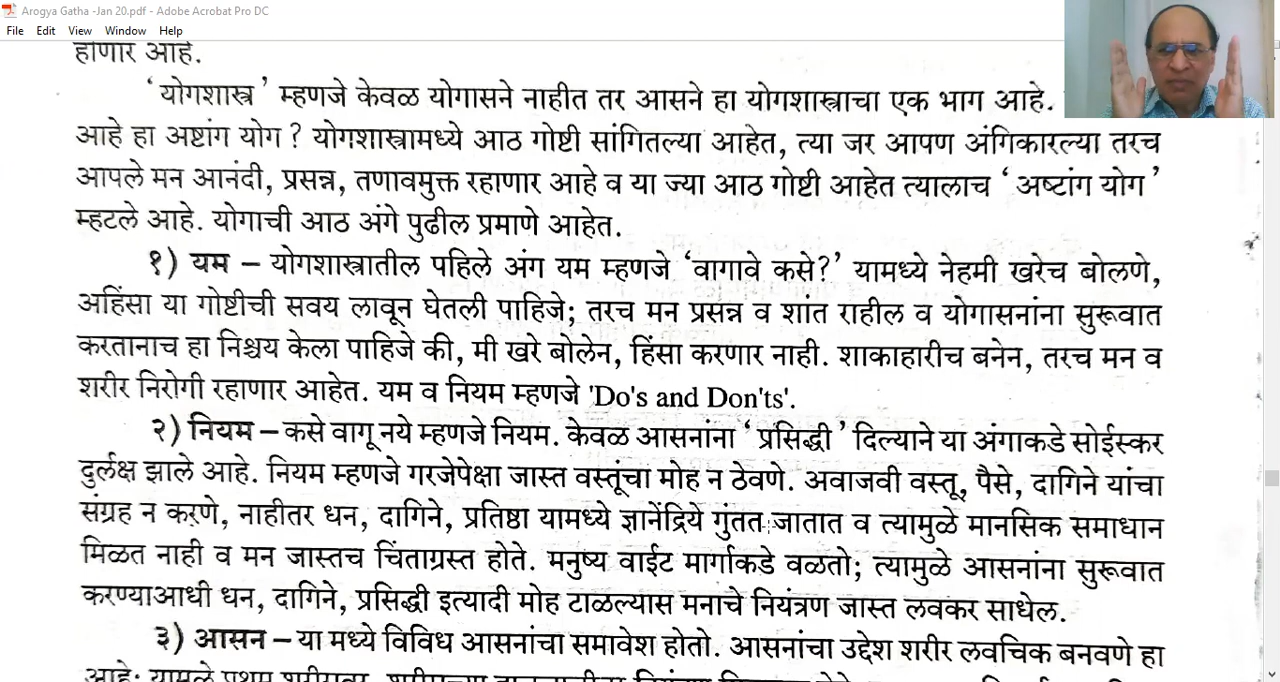 Arogya Gatha -Jan 20.pdf - Adobe Acrobat Pro DC
File Edit View Window Help
होणार आहे.
'योगशास्त्र' म्हणजे केवळ योगासने नाहीत तर आसने हा योगशास्त्राचा एक भाग आहे.
आहे हा अष्टांग योग? योगशास्त्रामध्ये आठ गोष्टी सांगितल्या आहेत, त्या जर आपण अंगिकारल्या तरच
आपले मन आनंदी, प्रसन्न, तणावमुक्त रहाणार आहे व या ज्या आठ गोष्टी आहेत त्यालाच 'अष्टांग योग'
म्हटले आहे. योगाची आठ अंगे पुढील प्रमाणे आहेत.
१) यम – योगशास्त्रातील पहिले अंग यम म्हणजे 'वागावे कसे?' यामध्ये नेहमी खरेच बोलणे,
अहिंसा या गोष्टीची सवय लावून घेतली पाहिजे; तरच मन प्रसन्न व शांत राहील व योगासनांना सुरूवात
करतानाच हा निश्चय केला पाहिजे की, मी खरे बोलेन, हिंसा करणार नाही. शाकाहारीच बनेन, तरच मन व
शरीर निरोगी रहाणार आहेत. यम व नियम म्हणजे 'Do's and Don'ts'.
२) नियम – कसे वागू नये म्हणजे नियम. केवळ आसनांना 'प्रसिद्धी' दिल्याने या अंगाकडे सोईस्कर
दुर्लक्ष झाले आहे. नियम म्हणजे गरजेपेक्षा जास्त वस्तूंचा मोह न ठेवणे. अवाजवी वस्तू, पैसे, दागिने यांचा
संग्रह न करणे, नाहीतर धन, दागिने, प्रतिष्ठा यामध्ये ज्ञानेंद्रिये गुंतत जातात व त्यामुळे मानसिक समाधान
मिळत नाही व मन जास्तच चिंताग्रस्त होते. मनुष्य वाईट मार्गाकडे वळतो; त्यामुळे आसनांना सुरूवात
करण्याआधी धन, दागिने, प्रसिद्धी इत्यादी मोह टाळल्यास मनाचे नियंत्रण जास्त लवकर साधेल.
३) आसन – या मध्ये विविध आसनांचा समावेश होतो. आसनांचा उद्देश शरीर लवचिक बनवणे हा